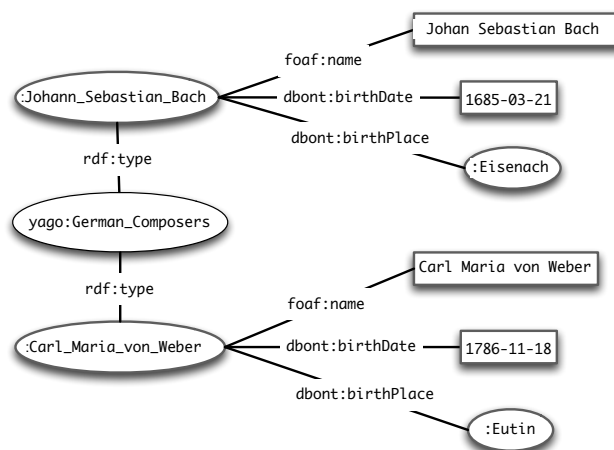 Johan Sebastian Bach
foaf:name
:Johann_Sebastian_Bach
dbont:birthDate
1685-03-21
dbont:birthPlace
rdf:type
:Eisenach
yago:German_Composers
Carl Maria von Weber
rdf:type
foaf:name
:Carl_Maria_von_Weber
dbont:birthDate
1786-11-18
dbont:birthPlace
:Eutin